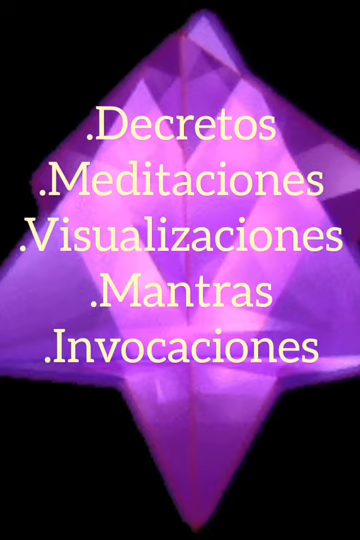 .Decretos
.Meditaciones
.Visualizaciones
.Mantras
.Invocaciones